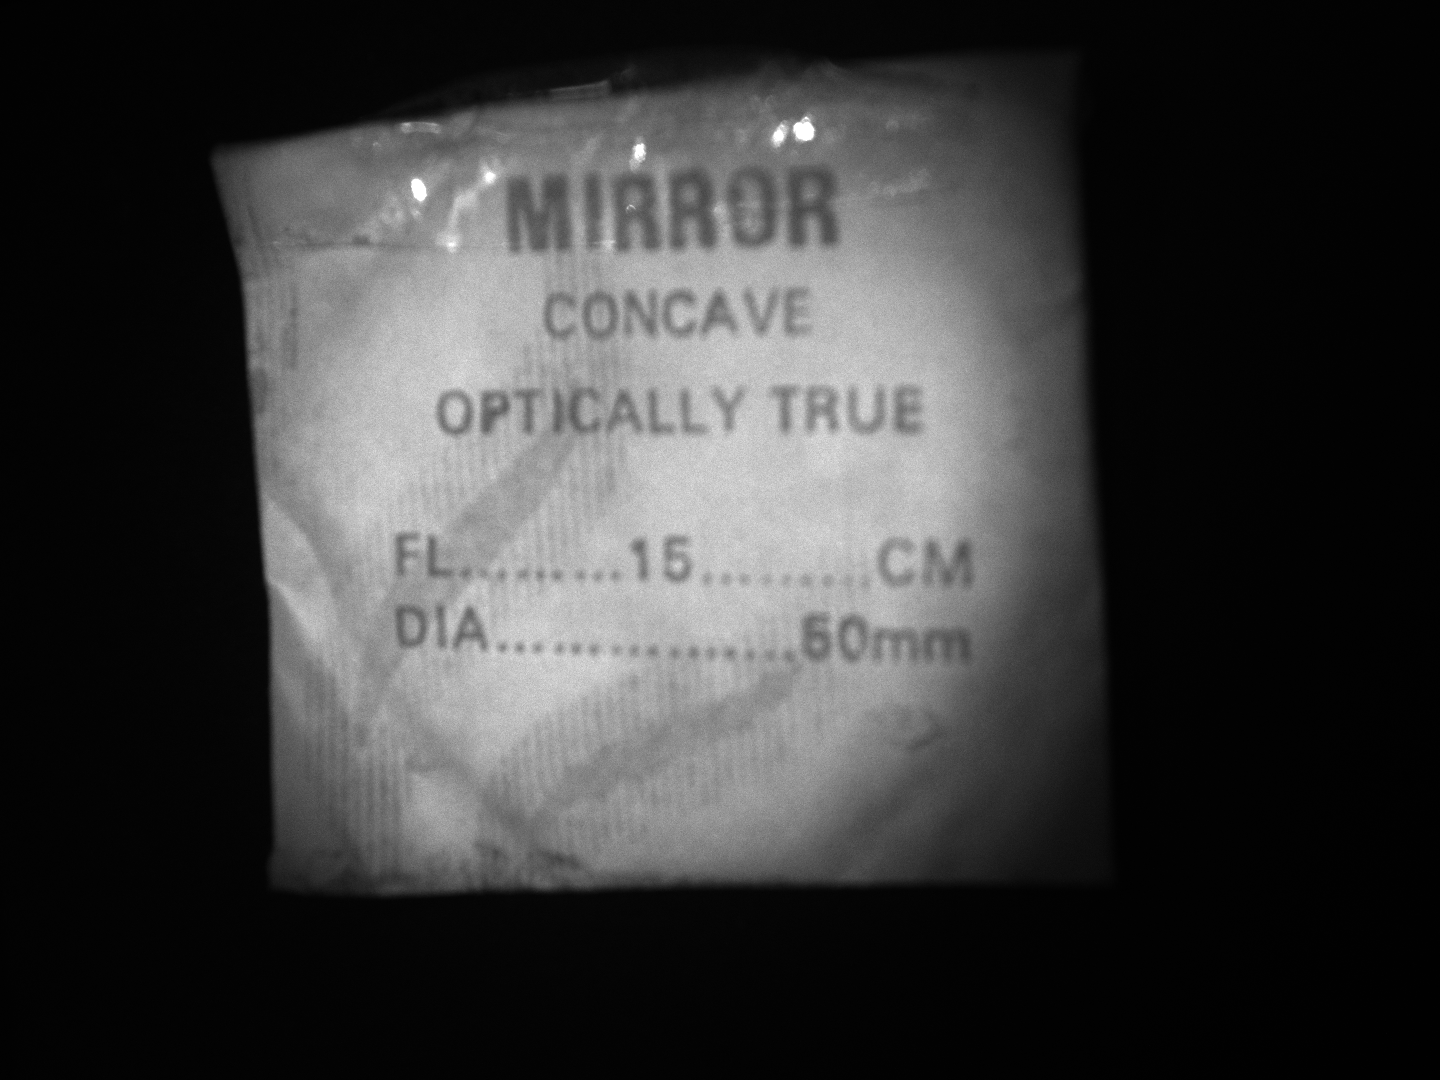 MIRROR
CONCAVE
OPTICALLY TRUE
FL.........15.........CM
DIA....................50mm